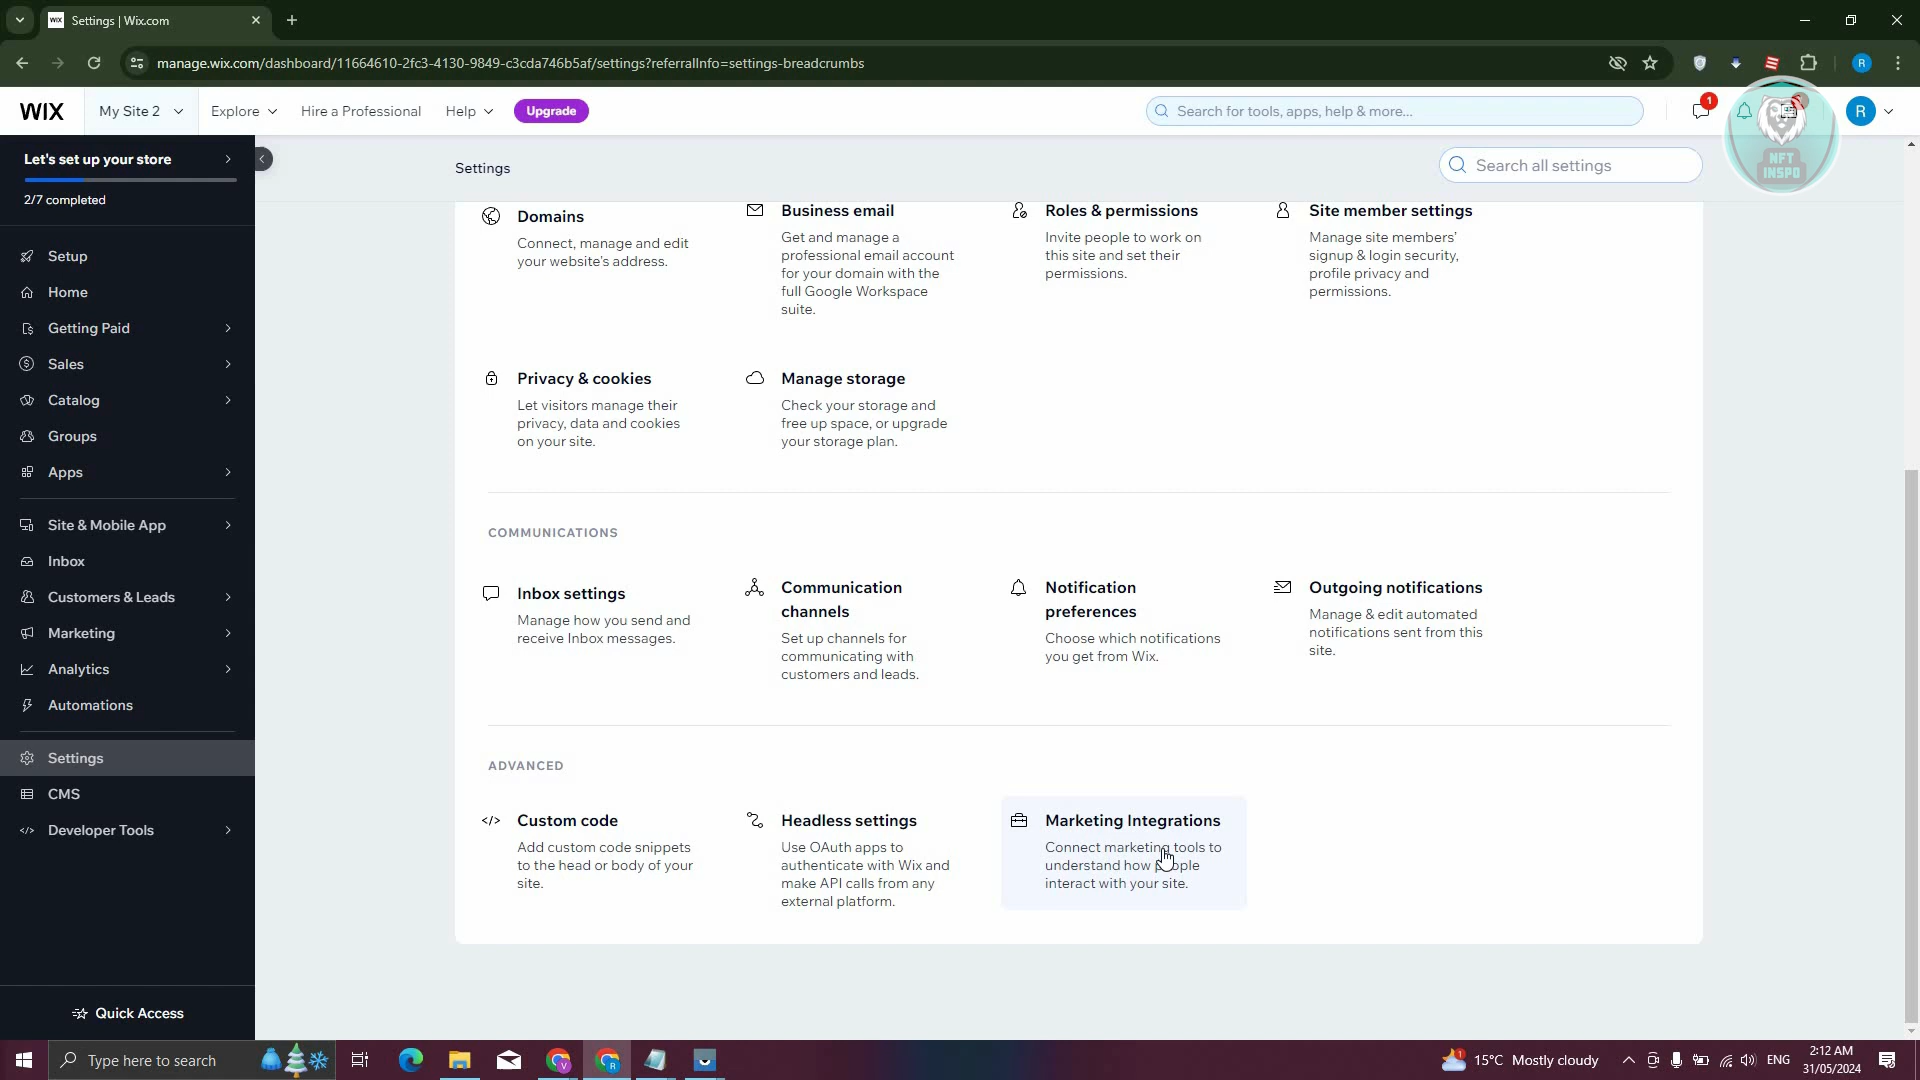 Settings | Wix.com
manage.wix.com/dashboard/11664610-2fc3-4130-9849-c3cda746b5af/settings?referralInfo=settings-breadcrumbs
R
WIX
My Site 2
Explore
Hire a Professional
Help
Upgrade
Search for tools, apps, help & more...
1
R
NFT
INSPO
Let's set up your store
2/7 completed
Setup
Home
Getting Paid
Sales
Catalog
Groups
Apps
Site & Mobile App
Inbox
Customers & Leads
Marketing
Analytics
Automations
Settings
CMS
Developer Tools
Quick Access
Settings
Search all settings
Domains
Connect, manage and edit
your website's address.
Business email
Get and manage a
professional email account
for your domain with the
full Google Workspace
suite.
Roles & permissions
Invite people to work on
this site and set their
permissions.
Site member settings
Manage site members'
signup & login security,
profile privacy and
permissions.
Privacy & cookies
Let visitors manage their
privacy, data and cookies
on your site.
Manage storage
Check your storage and
free up space, or upgrade
your storage plan.
COMMUNICATIONS
Inbox settings
Manage how you send and
receive Inbox messages.
Communication
channels
Set up channels for
communicating with
customers and leads.
Notification
preferences
Choose which notifications
you get from Wix.
Outgoing notifications
Manage & edit automated
notifications sent from this
site.
ADVANCED
Custom code
Add custom code snippets
to the head or body of your
site.
Headless settings
Use OAuth apps to
authenticate with Wix and
make API calls from any
external platform.
Marketing Integrations
Connect marketing tools to
understand how people
interact with your site.
Type here to search
15°C Mostly cloudy
ENG
2:12 AM
31/05/2024